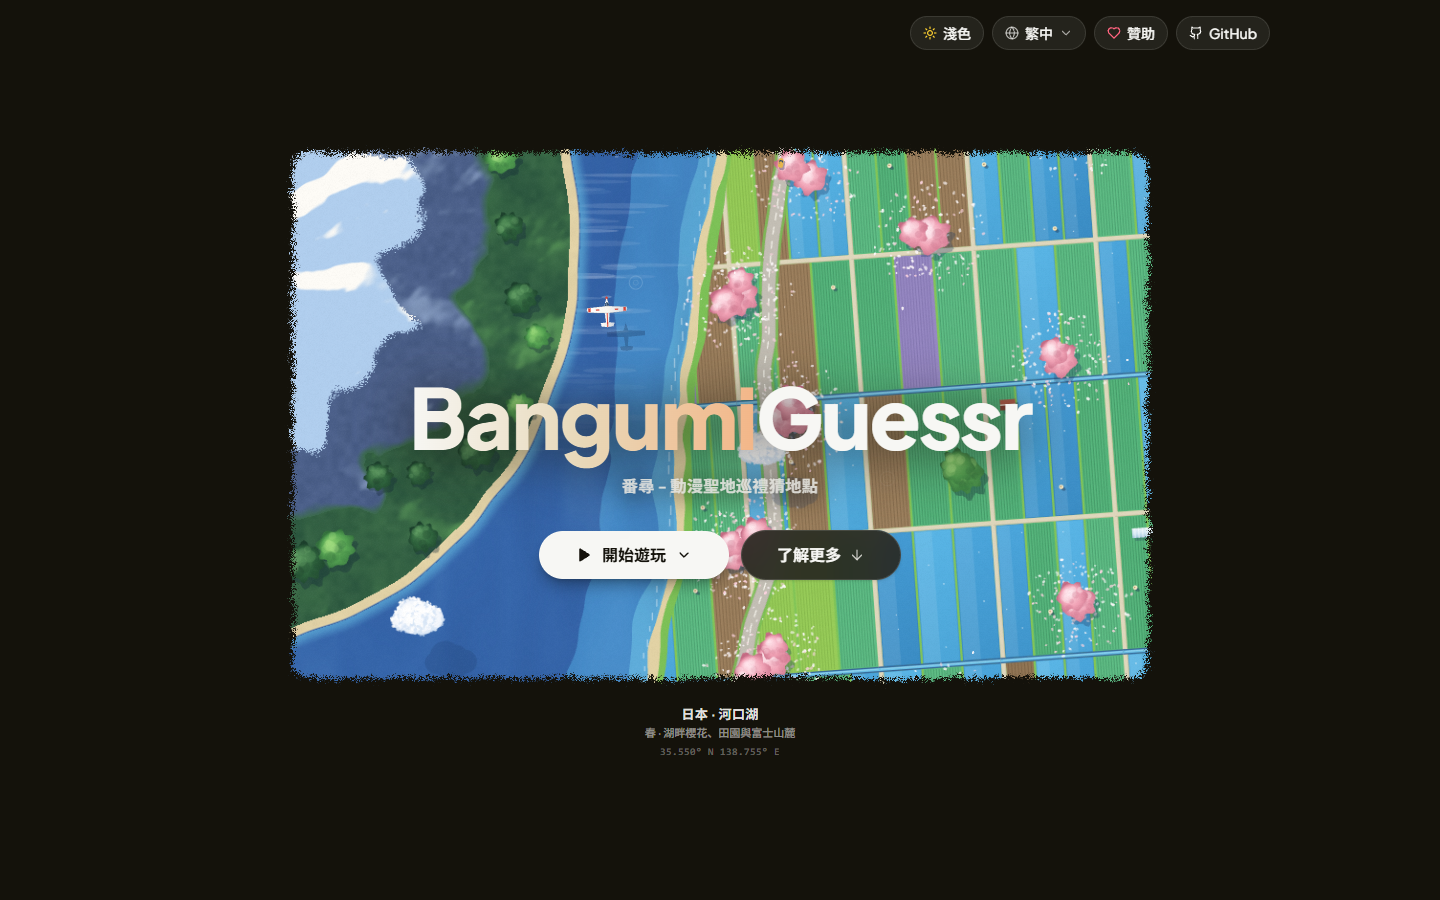 淺色
繁中
贊助
GitHub
BangumiGuessr
番尋 – 動漫聖地巡禮猜地點
開始遊玩
了解更多
日本 · 河口湖
春 · 湖畔櫻花、田園與富士山麓
35.550° N 138.755° E